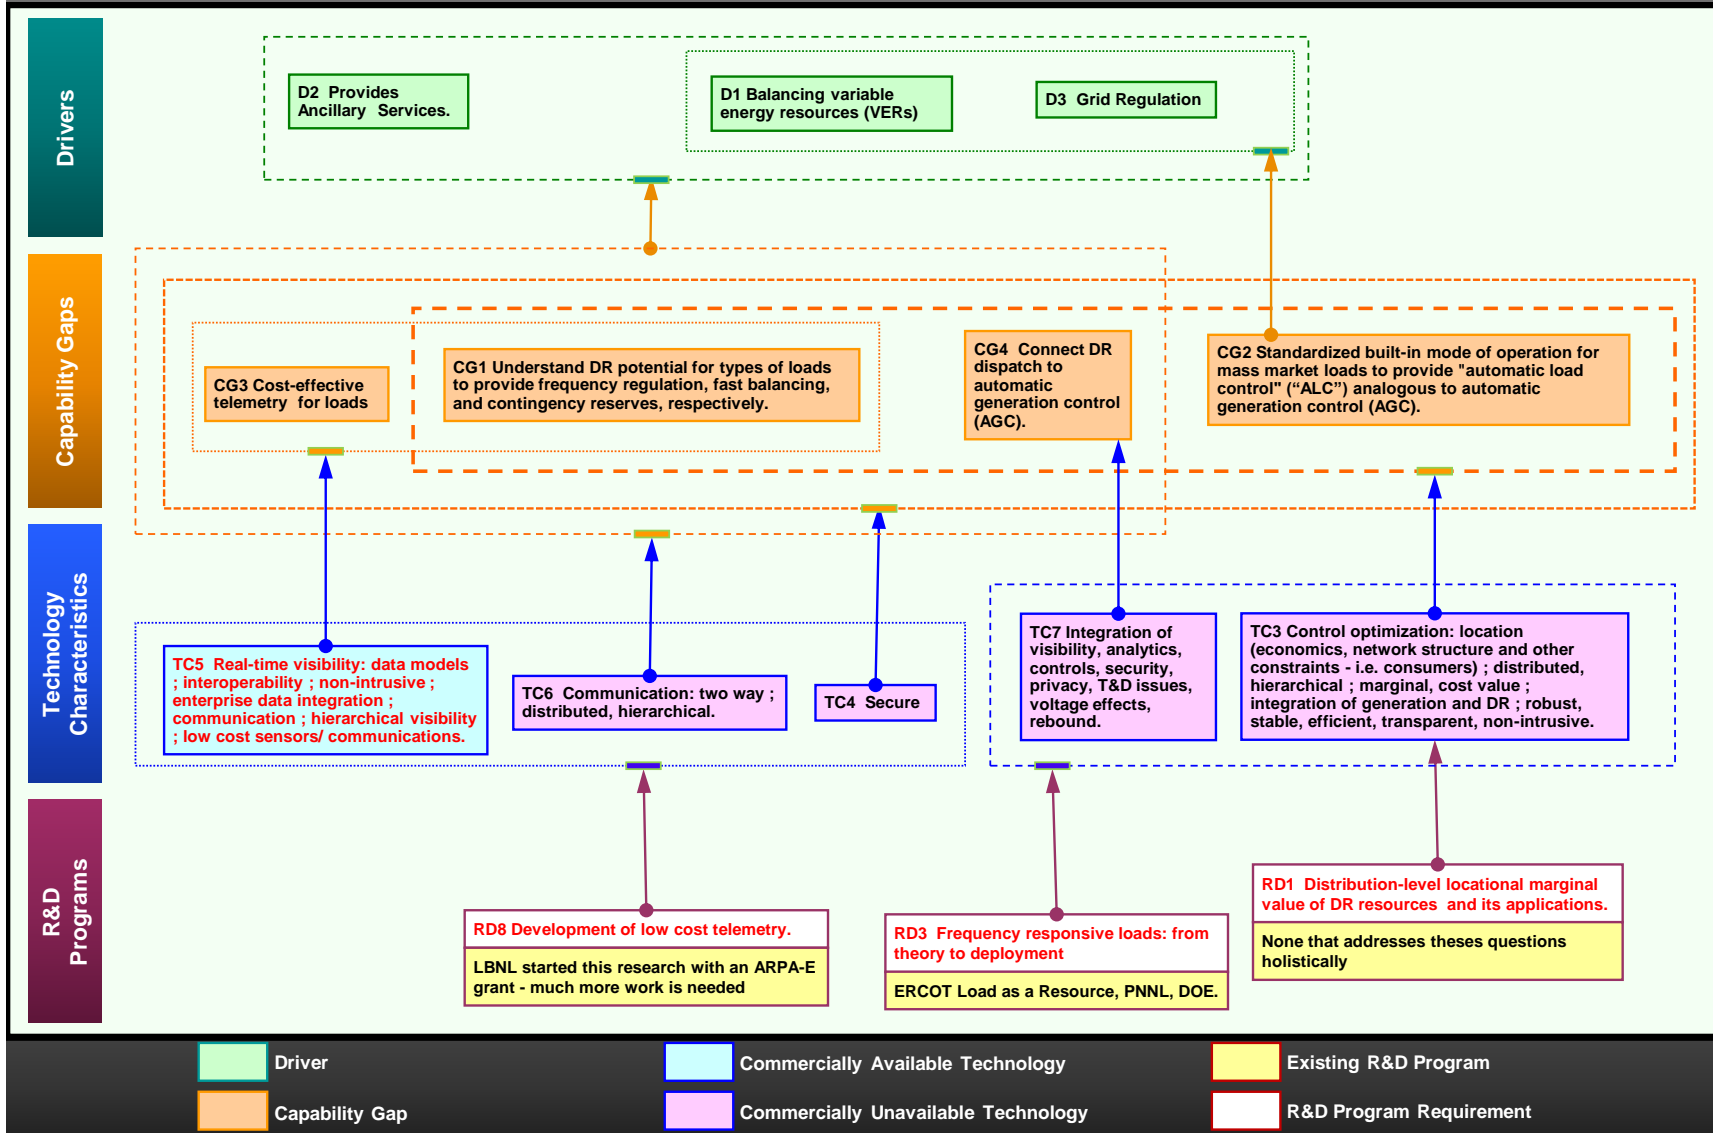 Drivers
D2 Provides
Ancillary Services.
D1 Balancing variable
energy resources (VERs)
D3 Grid Regulation
Capability Gaps
CG3 Cost-effective
telemetry for loads
CG1 Understand DR potential for types of loads
to provide frequency regulation, fast balancing,
and contingency reserves, respectively.
CG4 Connect DR
dispatch to
automatic
generation control
(AGC).
CG2 Standardized built-in mode of operation for
mass market loads to provide "automatic load
control" (“ALC”) analogous to automatic
generation control (AGC).
Technology
Characteristics
TC5 Real-time visibility: data models
; interoperability ; non-intrusive ;
enterprise data integration ;
communication ; hierarchical visibility
; low cost sensors/ communications.
TC6 Communication: two way ;
distributed, hierarchical.
TC4 Secure
TC7 Integration of
visibility, analytics,
controls, security,
privacy, T&D issues,
voltage effects,
rebound.
TC3 Control optimization: location
(economics, network structure and other
constraints - i.e. consumers) ; distributed,
hierarchical ; marginal, cost value ;
integration of generation and DR ; robust,
stable, efficient, transparent, non-intrusive.
R&D
Programs
RD8 Development of low cost telemetry.
LBNL started this research with an ARPA-E
grant - much more work is needed
RD3 Frequency responsive loads: from
theory to deployment
ERCOT Load as a Resource, PNNL, DOE.
RD1 Distribution-level locational marginal
value of DR resources and its applications.
None that addresses theses questions
holistically
Driver
Commercially Available Technology
Existing R&D Program
Capability Gap
Commercially Unavailable Technology
R&D Program Requirement